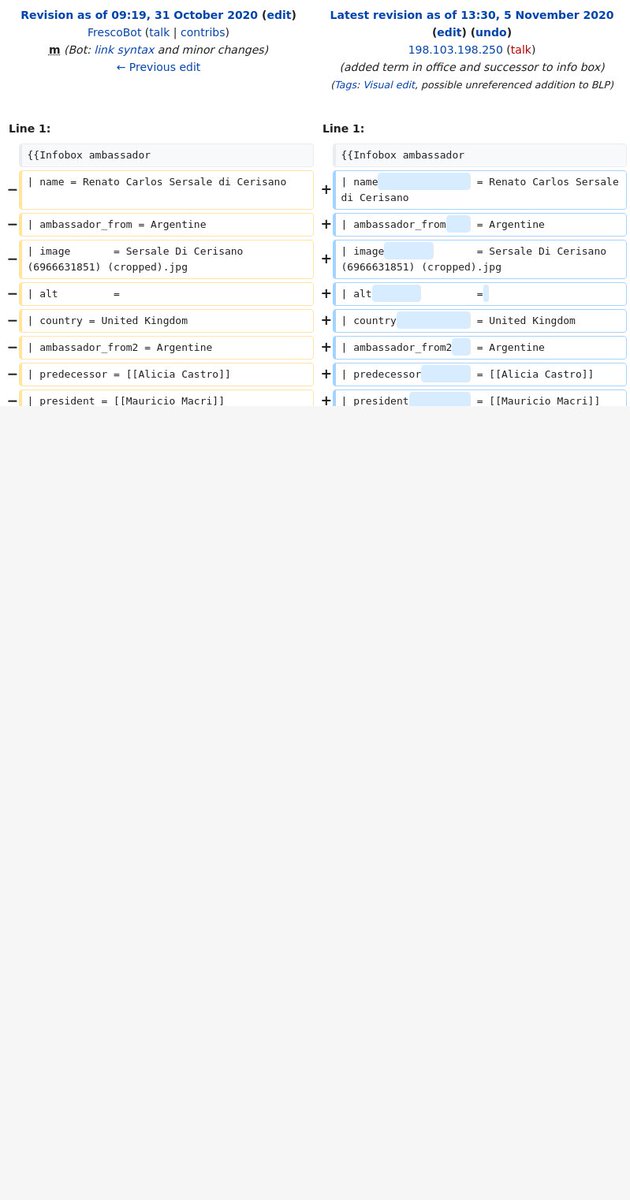 Revision as of 09:19, 31 October 2020 (edit)
FrescoBot (talk | contribs)
m (Bot: link syntax and minor changes)
← Previous edit
Latest revision as of 13:30, 5 November 2020
(edit) (undo)
198.103.198.250 (talk)
(added term in office and successor to info box)
(Tags: Visual edit, possible unreferenced addition to BLP)
Line 1:
Line 1:
{{Infobox ambassador
{{Infobox ambassador
− | name = Renato Carlos Sersale di Cerisano
+ | name = Renato Carlos Sersale
di Cerisano
− | ambassador_from = Argentine
+ | ambassador_from = Argentine
− | image = Sersale Di Cerisano
(6966631851) (cropped).jpg
+ | image = Sersale Di Cerisano
(6966631851) (cropped).jpg
− | alt =
+ | alt =
− | country = United Kingdom
+ | country = United Kingdom
− | ambassador_from2 = Argentine
+ | ambassador_from2 = Argentine
− | predecessor = [[Alicia Castro]]
+ | predecessor = [[Alicia Castro]]
− | president = [[Mauricio Macri]]
+ | president = [[Mauricio Macri]]